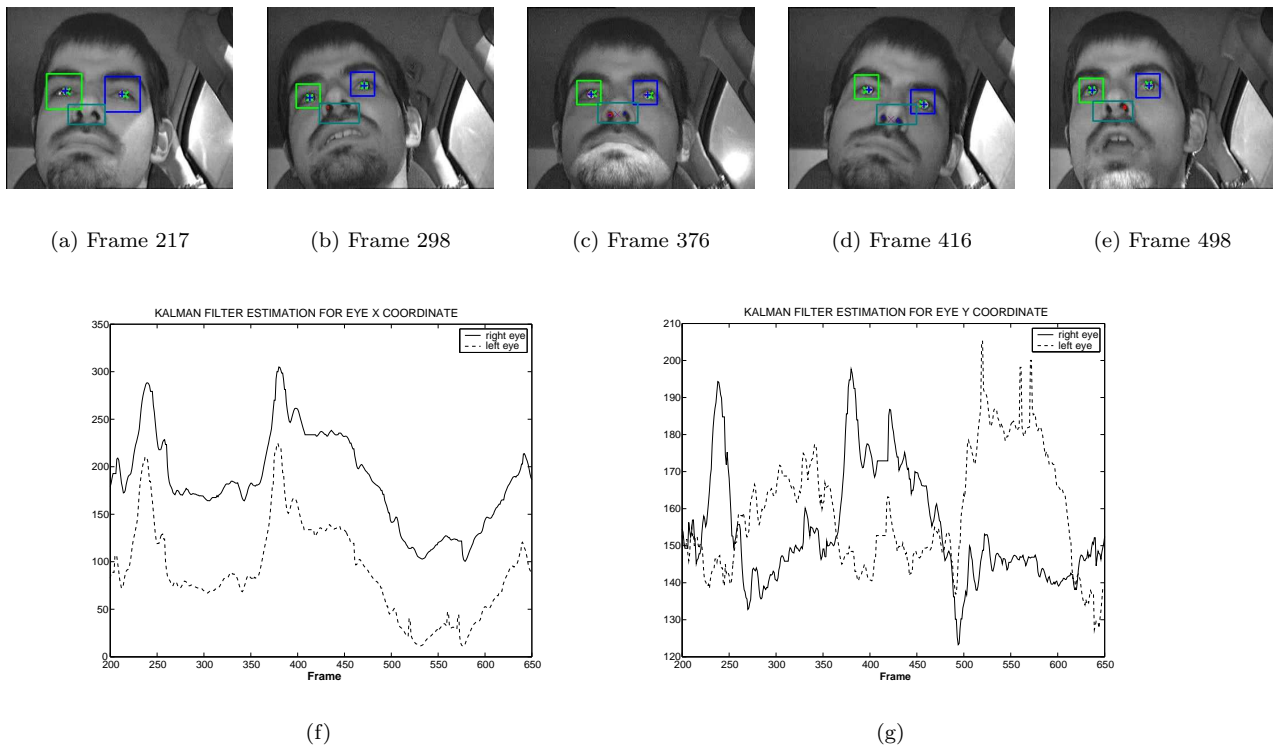 (a) Frame 217
(b) Frame 298
(c) Frame 376
(d) Frame 416
(e) Frame 498
KALMAN FILTER ESTIMATION FOR EYE X COORDINATE
350
300
250
200
150
100
50
0
right eye
left eye
200 250 300 350 400 450 500 550 600 650
Frame
(f)
KALMAN FILTER ESTIMATION FOR EYE Y COORDINATE
210
200
190
180
170
160
150
140
130
120
right eye
left eye
200 250 300 350 400 450 500 550 600 650
Frame
(g)